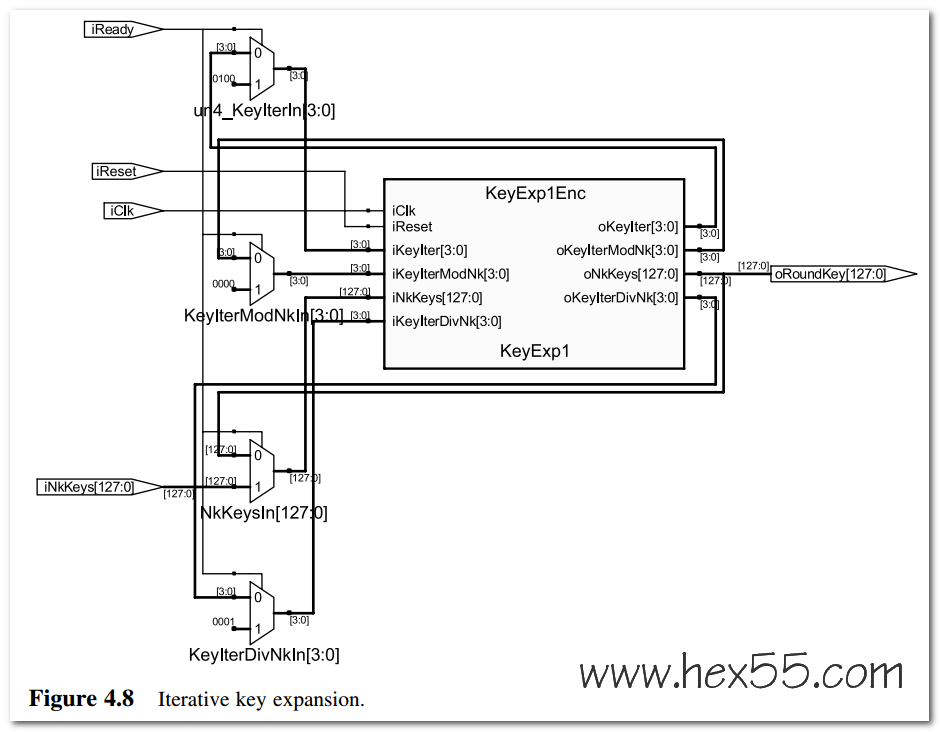 iReady
[3:0]
0
0100
1
[3:0]
un4_KeyIterIn[3:0]
iReset
iClk
KeyExp1Enc
iClk
iReset
oKeyIter[3:0]
[3:0]
[3:0]
iKeyIter[3:0]
oKeyIterModNk[3:0]
[3:0]
[3:0]
0
0000
1
[3:0]
[3:0]
iKeyIterModNk[3:0]
oNkKeys[127:0]
[127:0]
[127:0]
oRoundKey[127:0]
[127:0]
iNkKeys[127:0]
oKeyIterDivNk[3:0]
[3:0]
KeyIterModNkIn[3:0]
[3:0]
iKeyIterDivNk[3:0]
KeyExp1
[127:0]
0
iNkKeys[127:0]
[127:0]
[127:0]
1
[127:0]
NkKeysIn[127:0]
[3:0]
0
0001
1
[3:0]
KeyIterDivNkIn[3:0]
www.hex55.com
Figure 4.8 Iterative key expansion.